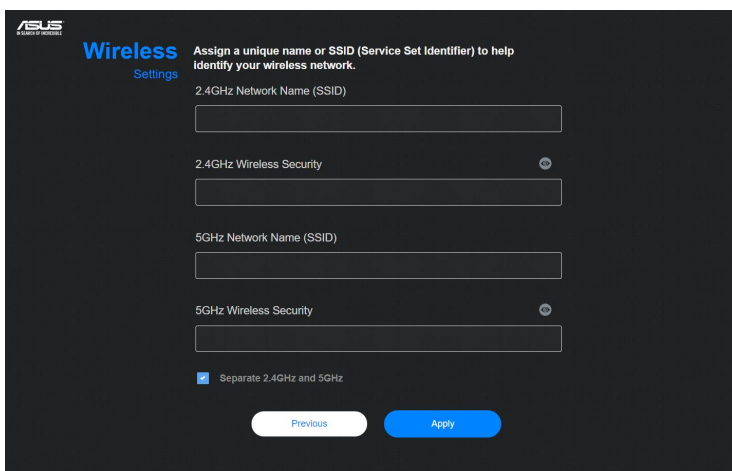 ASUS
IN SEARCH OF INCREDIBLE
Wireless
Settings
Assign a unique name or SSID (Service Set Identifier) to help
identify your wireless network.
2.4GHz Network Name (SSID)
2.4GHz Wireless Security
5GHz Network Name (SSID)
5GHz Wireless Security
Separate 2.4GHz and 5GHz
Previous
Apply